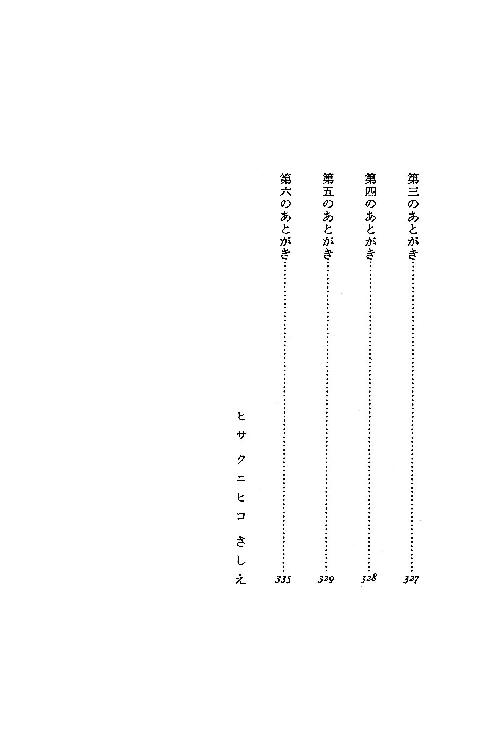 第三のあとがき……………………327
第四のあとがき……………………328
第五のあとがき……………………329
第六のあとがき……………………335
ヒサ クニヒコ さしえ